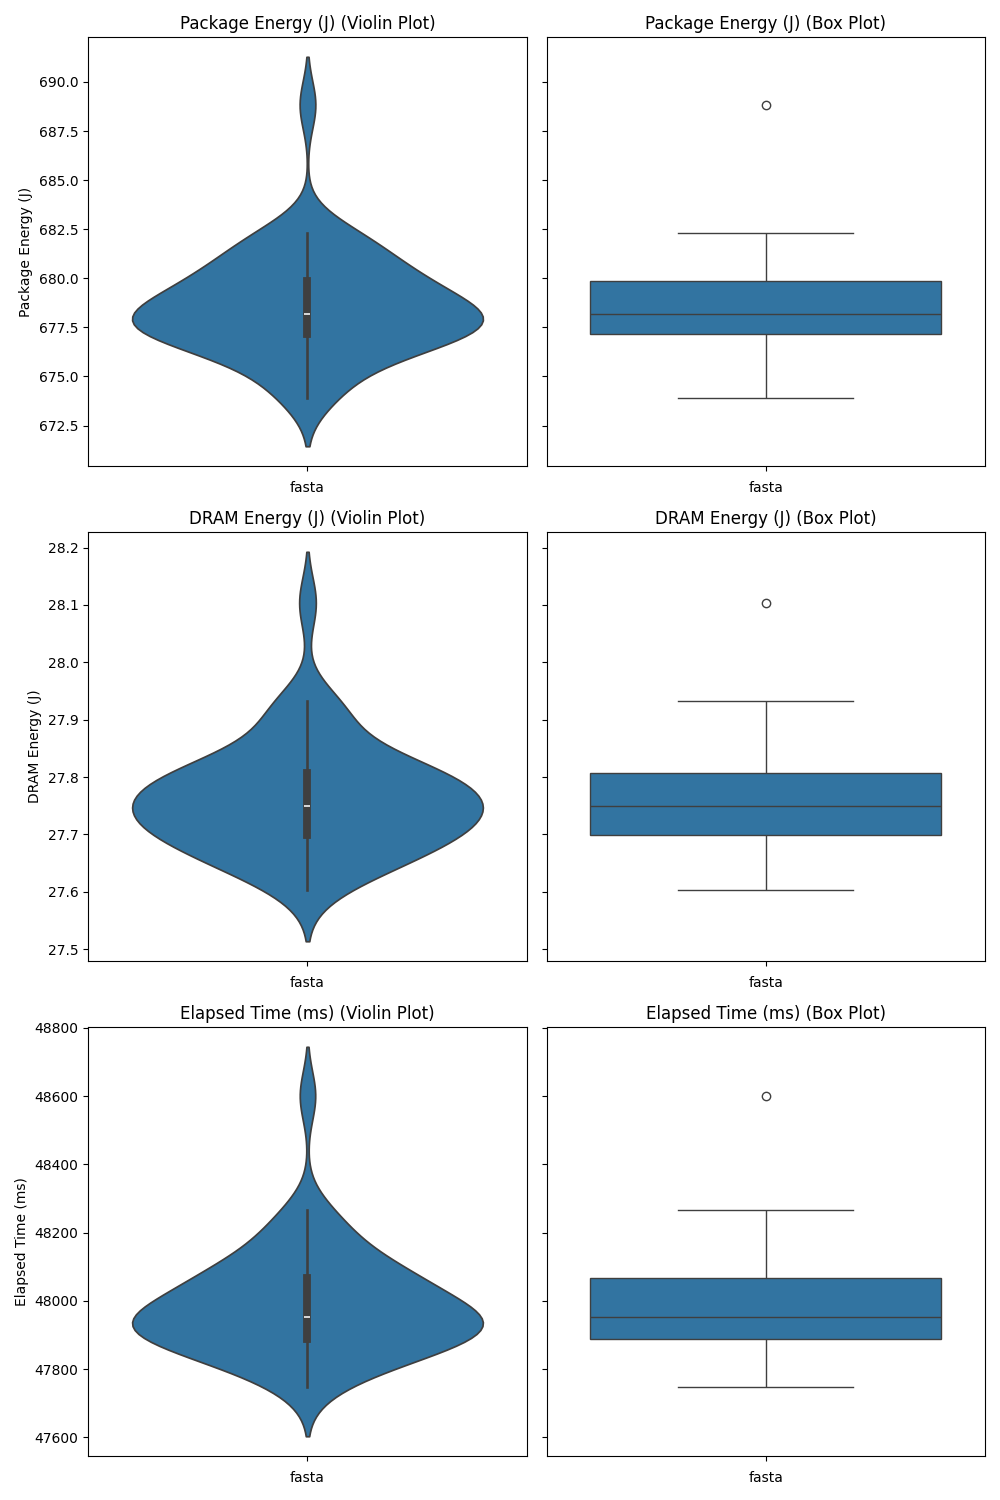 Package Energy (J) (Violin Plot)
Package Energy (J) (Box Plot)
Package Energy (J)
690.0
687.5
685.0
682.5
680.0
677.5
675.0
672.5
fasta
fasta
DRAM Energy (J) (Violin Plot)
DRAM Energy (J) (Box Plot)
DRAM Energy (J)
28.2
28.1
28.0
27.9
27.8
27.7
27.6
27.5
fasta
fasta
Elapsed Time (ms) (Violin Plot)
Elapsed Time (ms) (Box Plot)
Elapsed Time (ms)
48800
48600
48400
48200
48000
47800
47600
fasta
fasta